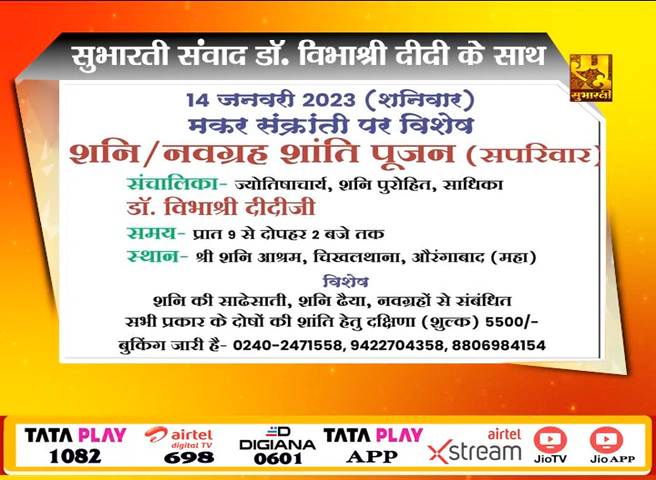 सुभारती संवाद डॉ. विभाश्री दीदी के साथ
सुभारती
14 जनवरी 2023 (शनिवार)
मकर संक्रांती पर विशेष
शनि/नवग्रह शांति पूजन (सपरिवार)
संचालिका- ज्योतिषाचार्य, शनि पुरोहित, साधिका
डॉ. विभाश्री दीदीजी
समय- प्रात 9 से दोपहर 2 बजे तक
स्थान- श्री शनि आश्रम, चिखलथाना, औरंगाबाद (महा)
विशेष
शनि की साढेसाती, शनि ढैया, नवग्रहों से संबंधित
सभी प्रकार के दोषों की शांति हेतु दक्षिणा (शुल्क) 5500/-
बुकिंग जारी है- 0240-2471558, 9422704358, 8806984154
TATA PLAY 1082
airtel digital TV 698
DIGIANA 0601
TATA PLAY APP
airtel Xstream
JioTV
Jio APP